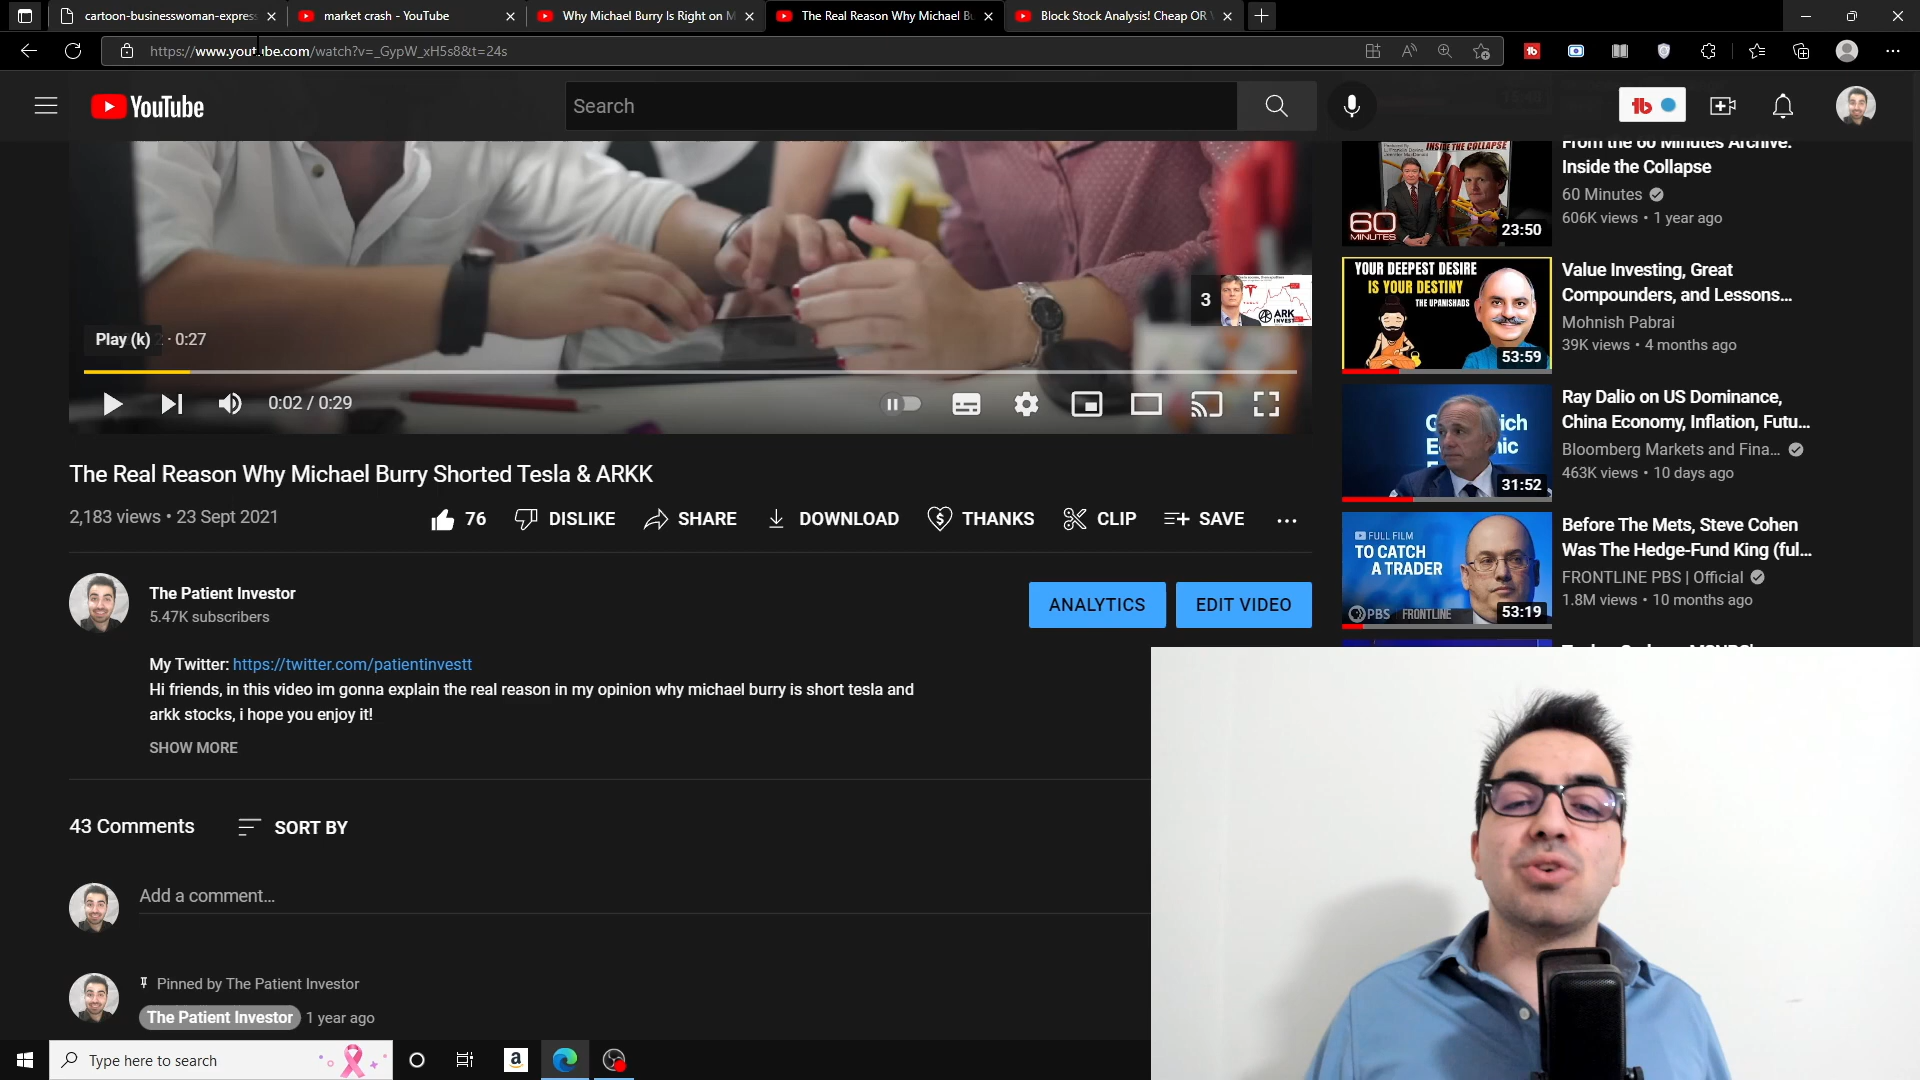 cartoon-businesswoman-express
market crash - YouTube
Why Michael Burry Is Right on M
The Real Reason Why Michael Bu
Block Stock Analysis! Cheap OR
https://www.youtube.com/watch?v=_GypW_xH5s8&t=24s
YouTube
Search
From the 60 Minutes Archive:
Inside the Collapse
60 Minutes
606K views • 1 year ago
INSIDE THE COLLAPSE
60
MINUTES
23:50
YOUR DEEPEST DESIRE
IS YOUR DESTINY
THE UPANISHADS
53:59
Value Investing, Great
Compounders, and Lessons...
Mohnish Pabrai
39K views • 4 months ago
3
ARK
INVEST
Play (k)
· 0:27
0:02 / 0:29
31:52
Ray Dalio on US Dominance,
China Economy, Inflation, Futu...
Bloomberg Markets and Fina...
463K views • 10 days ago
FULL FILM
TO CATCH
A TRADER
PBS FRONTLINE
53:19
Before The Mets, Steve Cohen
Was The Hedge-Fund King (ful...
FRONTLINE PBS | Official
1.8M views • 10 months ago
The Real Reason Why Michael Burry Shorted Tesla & ARKK
2,183 views • 23 Sept 2021
76 DISLIKE SHARE DOWNLOAD THANKS CLIP SAVE ...
The Patient Investor
5.47K subscribers
ANALYTICS
EDIT VIDEO
My Twitter: https://twitter.com/patientinvestt
Hi friends, in this video im gonna explain the real reason in my opinion why michael burry is short tesla and
arkk stocks, i hope you enjoy it!
SHOW MORE
43 Comments SORT BY
Add a comment...
Pinned by The Patient Investor
The Patient Investor 1 year ago
Type here to search